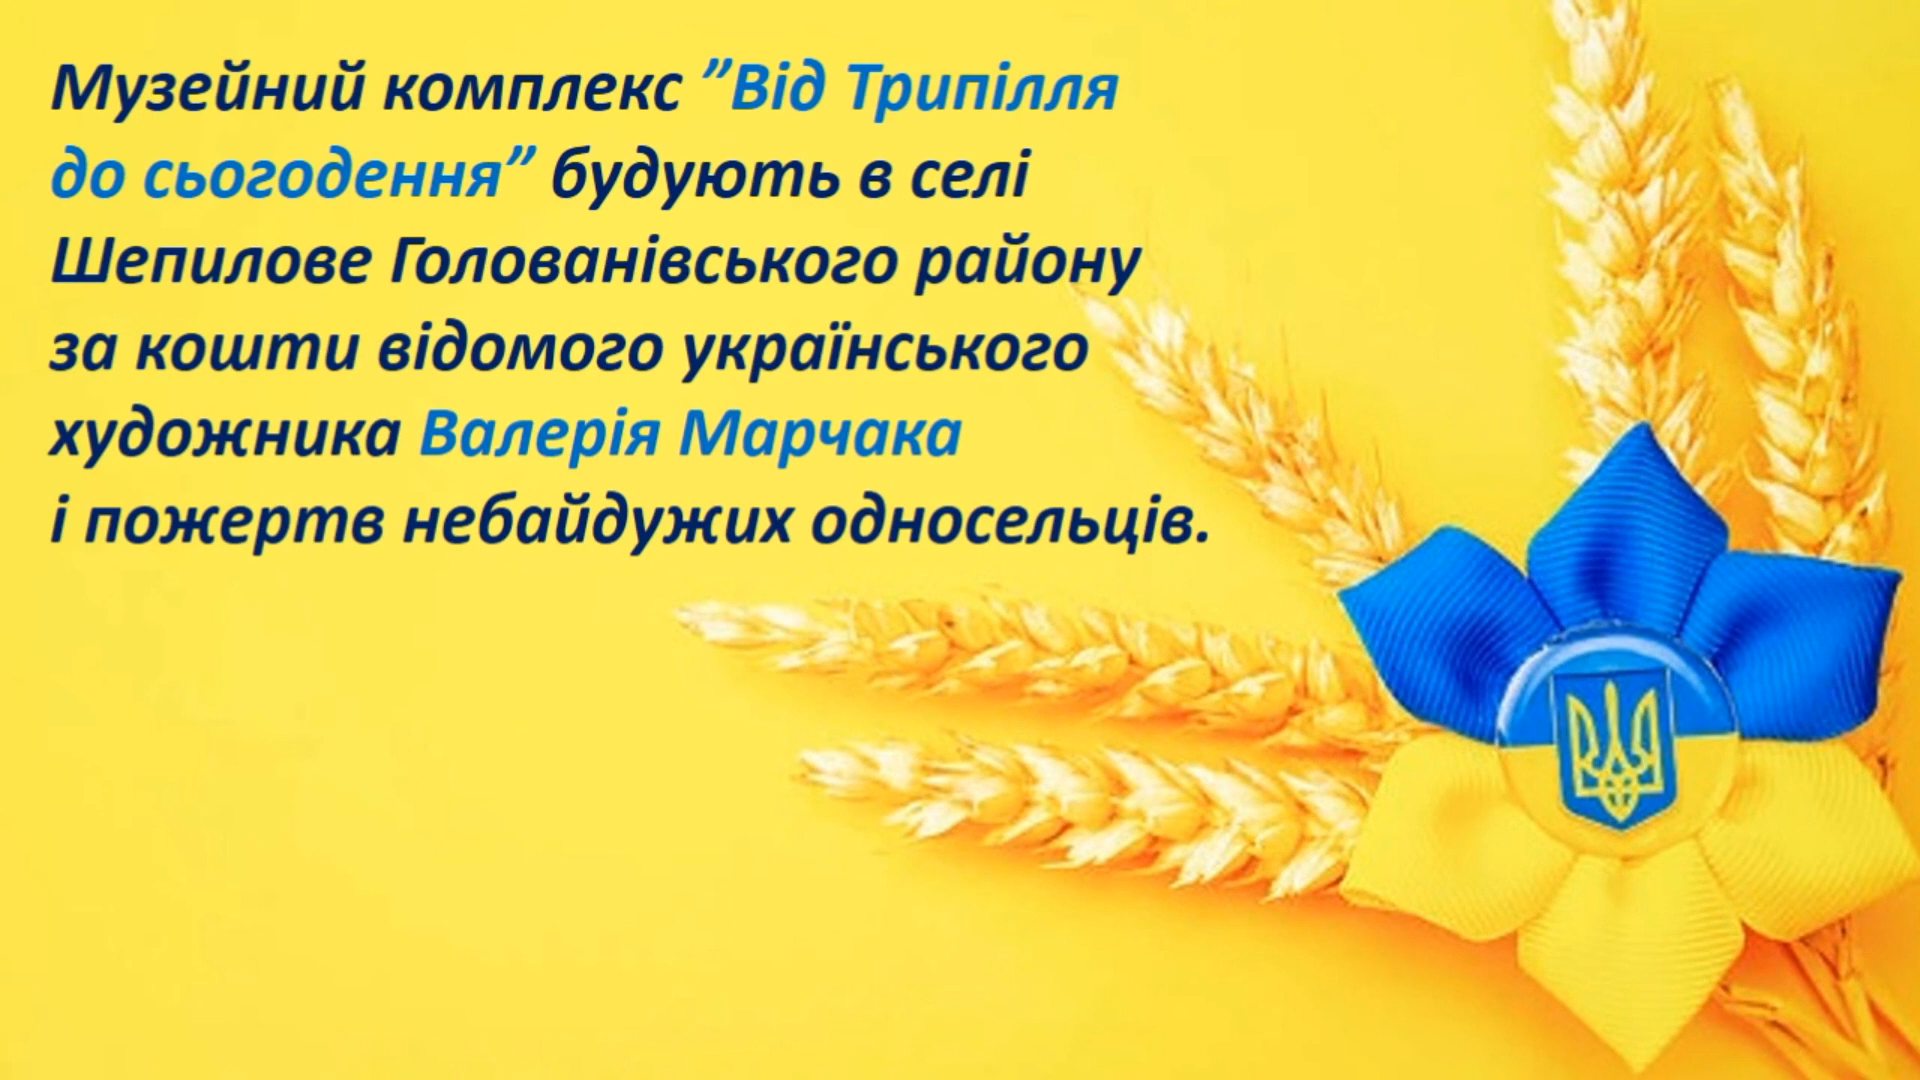 Музейний комплекс ”Від Трипілля
до сьогодення” будують в селі
Шепилове Голованівського району
за кошти відомого українського
художника Валерія Марчака
і пожертв небайдужих односельців.